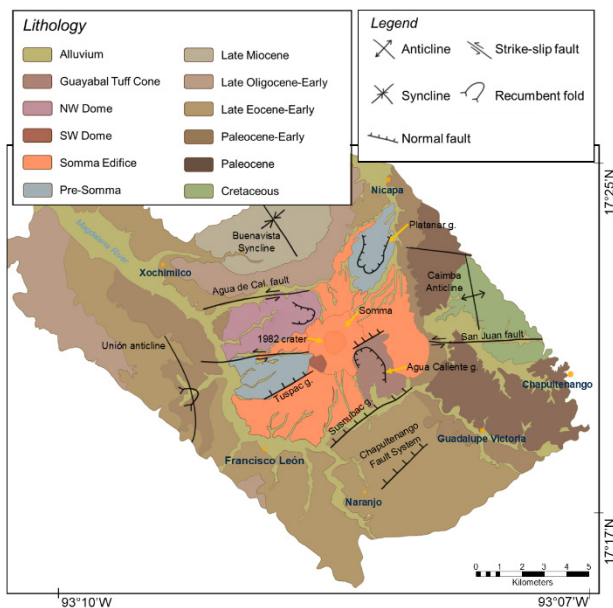 Lithology
Alluvium
Guayabal Tuff Cone
NW Dome
SW Dome
Somma Edifice
Pre-Somma
Late Miocene
Late Oligocene-Early
Late Eocene-Early
Paleocene-Early
Paleocene
Cretaceous
Legend
Anticline
Strike-slip fault
Syncline
Recumbent fold
Normal fault
17°25'N
Nicapa
Platanar g.
Buenavista
Syncline
Magdalena River
Xochimilco
Agua de Cal. fault
Caimba
Anticline
Somma
1982 crater
San Juan fault
Unión anticline
Agua Caliente g.
Chapultenango
Tuspac g.
Susnubac g.
Chapultenango
Fault System
Guadalupe Victoria
Francisco León
Naranjo
17°17'N
0 1 2 3 4 5
Kilometers
93°10'W
93°07'W